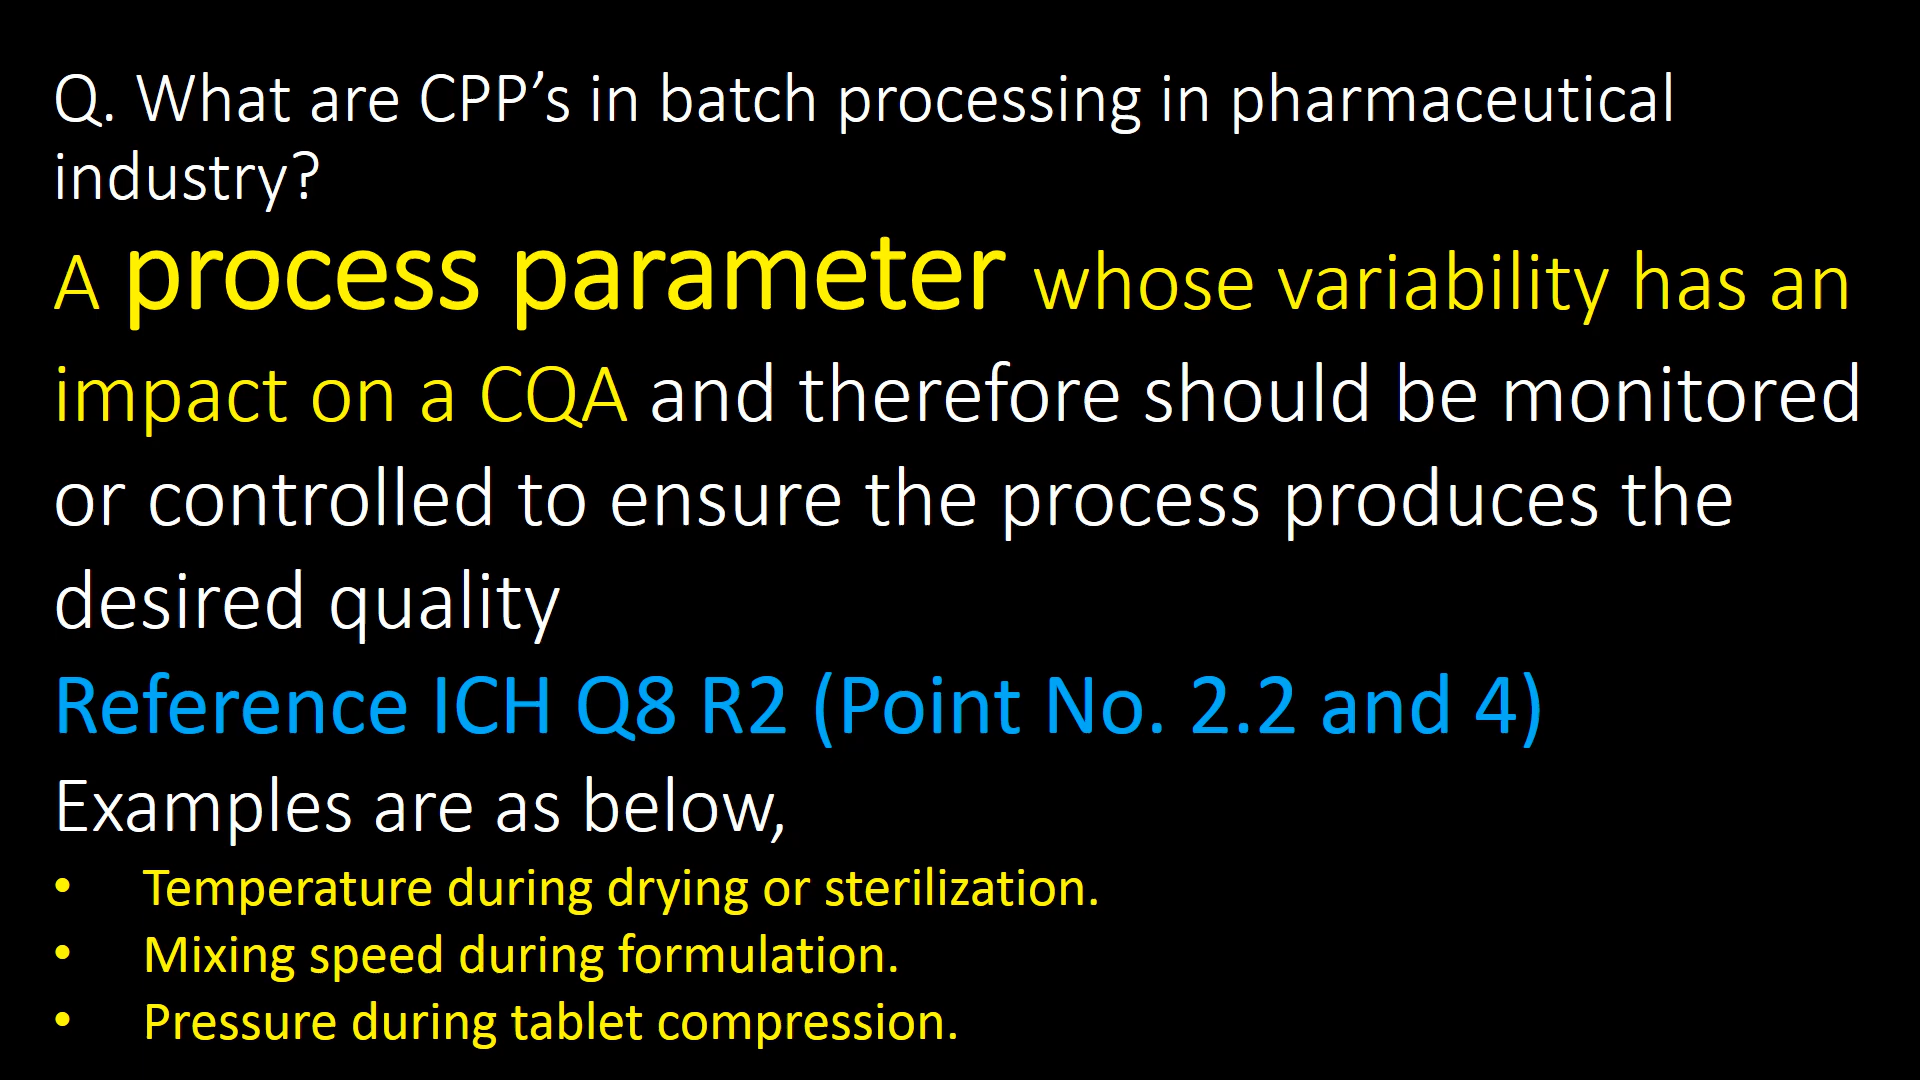 Q. What are CPP’s in batch processing in pharmaceutical
industry?
A process parameter whose variability has an
impact on a CQA and therefore should be monitored
or controlled to ensure the process produces the
desired quality
Reference ICH Q8 R2 (Point No. 2.2 and 4)
Examples are as below,
• Temperature during drying or sterilization.
• Mixing speed during formulation.
• Pressure during tablet compression.